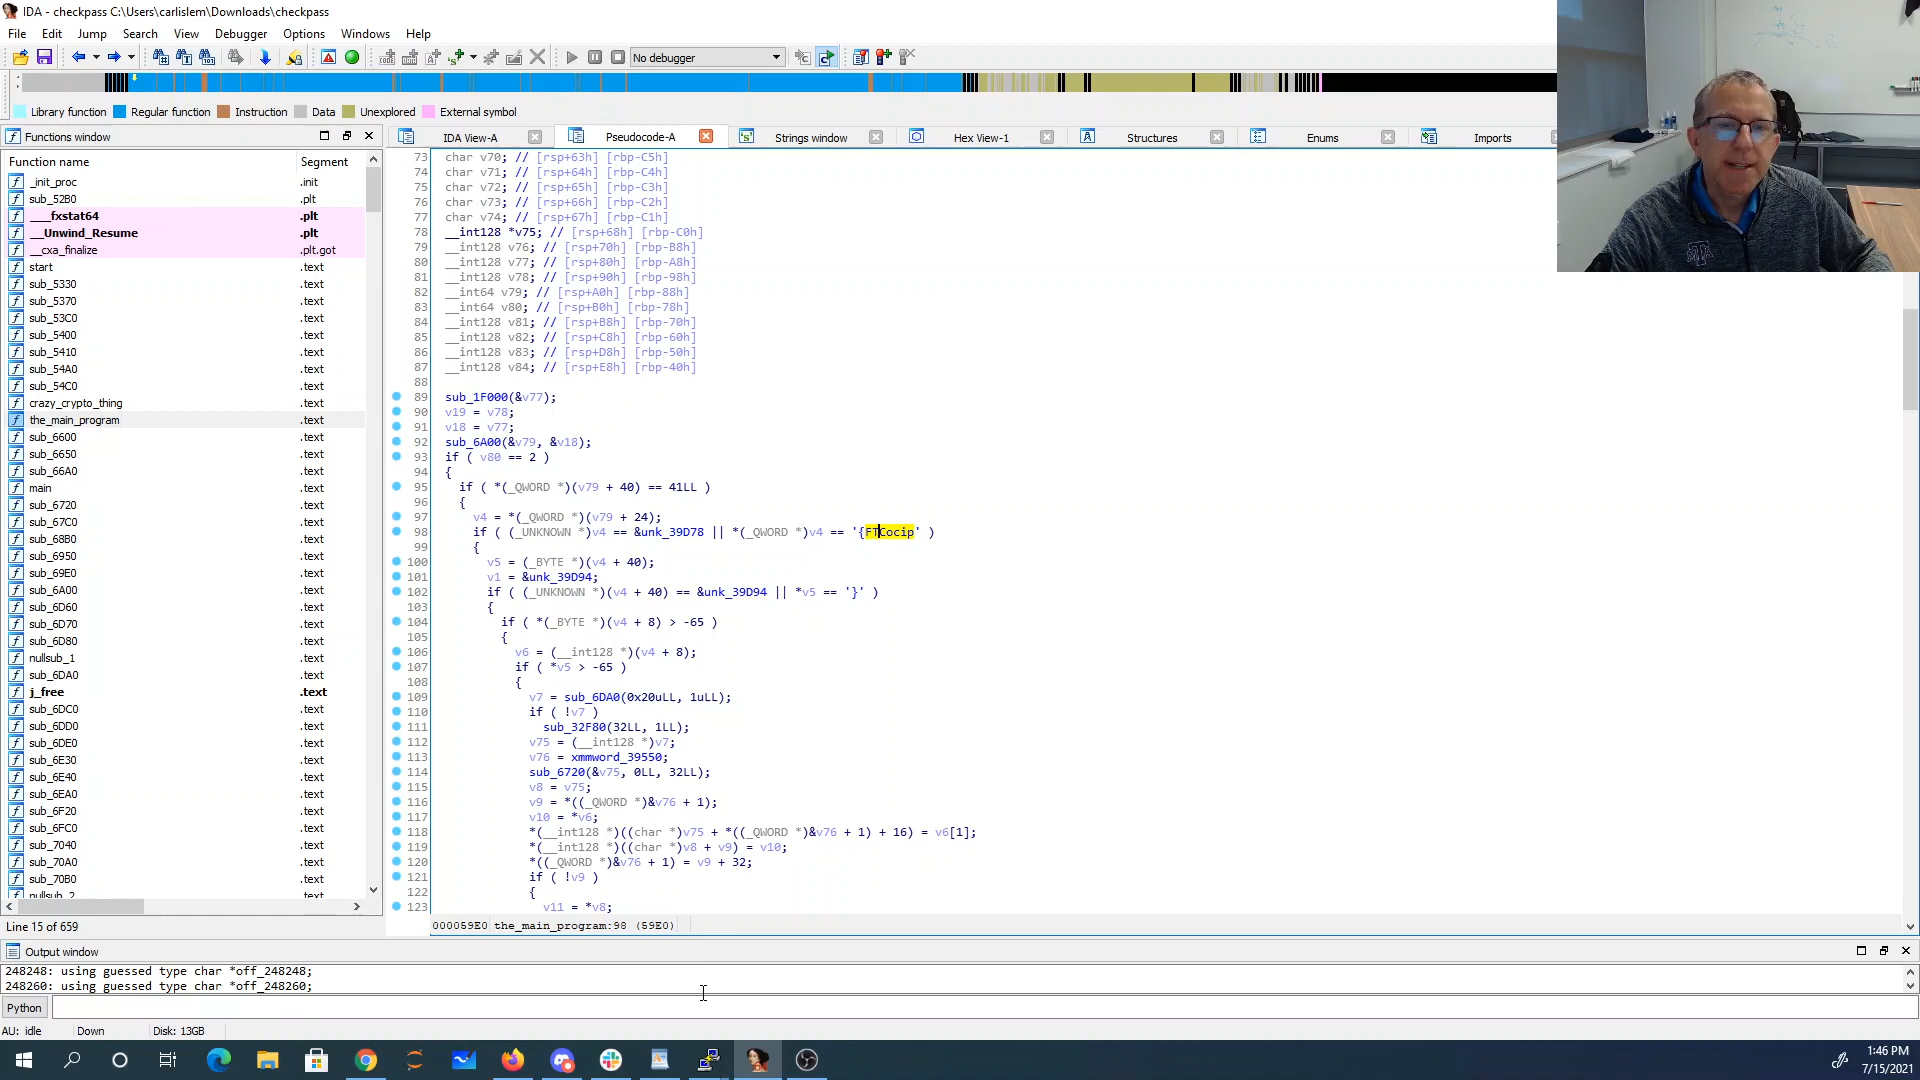 IDA - checkpass C:\Users\carlislem\Downloads\checkpass
File Edit Jump Search View Debugger Options Windows Help
No debugger
Library function Regular function Instruction Data Unexplored External symbol
Functions window
IDA View-A Pseudocode-A Strings window Hex View-1 Structures Enums Imports
Function name Segment
_init_proc .init
sub_52B0 .plt
___fxstat64 .plt
__Unwind_Resume .plt
__cxa_finalize .plt.got
start .text
sub_5330 .text
sub_5370 .text
sub_53C0 .text
sub_5400 .text
sub_5410 .text
sub_54A0 .text
sub_54C0 .text
crazy_crypto_thing .text
the_main_program .text
sub_6600 .text
sub_6650 .text
sub_66A0 .text
main .text
sub_6720 .text
sub_67C0 .text
sub_68B0 .text
sub_6950 .text
sub_69E0 .text
sub_6A00 .text
sub_6D60 .text
sub_6D70 .text
sub_6D80 .text
nullsub_1 .text
sub_6DA0 .text
j_free .text
sub_6DC0 .text
sub_6DD0 .text
sub_6DE0 .text
sub_6E30 .text
sub_6E40 .text
sub_6EA0 .text
sub_6F20 .text
sub_6FC0 .text
sub_7040 .text
sub_70A0 .text
sub_70B0 .text
nullsub_2 .text
Line 15 of 659
73 char v70; // [rsp+63h] [rbp-C5h]
74 char v71; // [rsp+64h] [rbp-C4h]
75 char v72; // [rsp+65h] [rbp-C3h]
76 char v73; // [rsp+66h] [rbp-C2h]
77 char v74; // [rsp+67h] [rbp-C1h]
78 __int128 *v75; // [rsp+68h] [rbp-C0h]
79 __int128 v76; // [rsp+70h] [rbp-B8h]
80 __int128 v77; // [rsp+80h] [rbp-A8h]
81 __int128 v78; // [rsp+90h] [rbp-98h]
82 __int64 v79; // [rsp+A0h] [rbp-88h]
83 __int64 v80; // [rsp+B0h] [rbp-78h]
84 __int128 v81; // [rsp+B8h] [rbp-70h]
85 __int128 v82; // [rsp+C8h] [rbp-60h]
86 __int128 v83; // [rsp+D8h] [rbp-50h]
87 __int128 v84; // [rsp+E8h] [rbp-40h]
88
89 sub_1F000(&v77);
90 v19 = v78;
91 v18 = v77;
92 sub_6A00(&v79, &v18);
93 if ( v80 == 2 )
94 {
95 if ( *(_QWORD *)(v79 + 40) == 41LL )
96 {
97 v4 = *(_QWORD *)(v79 + 24);
98 if ( (_UNKNOWN *)v4 == &unk_39D78 || *(_QWORD *)v4 == '{FTCocip' )
99 {
100 v5 = (_BYTE *)(v4 + 40);
101 v1 = &unk_39D94;
102 if ( (_UNKNOWN *)(v4 + 40) == &unk_39D94 || *v5 == '}' )
103 {
104 if ( *(_BYTE *)(v4 + 8) > -65 )
105 {
106 v6 = (__int128 *)(v4 + 8);
107 if ( *v5 > -65 )
108 {
109 v7 = sub_6DA0(0x20uLL, 1uLL);
110 if ( !v7 )
111 sub_32F80(32LL, 1LL);
112 v75 = (__int128 *)v7;
113 v76 = xmmword_39550;
114 sub_6720(&v75, 0LL, 32LL);
115 v8 = v75;
116 v9 = *((_QWORD *)&v76 + 1);
117 v10 = *v6;
118 *(__int128 *)((char *)v75 + *((_QWORD *)&v76 + 1) + 16) = v6[1];
119 *(__int128 *)((char *)v8 + v9) = v10;
120 *((_QWORD *)&v76 + 1) = v9 + 32;
121 if ( !v9 )
122 {
123 v11 = *v8;
000059E0 the_main_program:98 (59E0)
Output window
248248: using guessed type char *off_248248;
248260: using guessed type char *off_248260;
Python
AU: idle Down Disk: 13GB
1:46 PM
7/15/2021